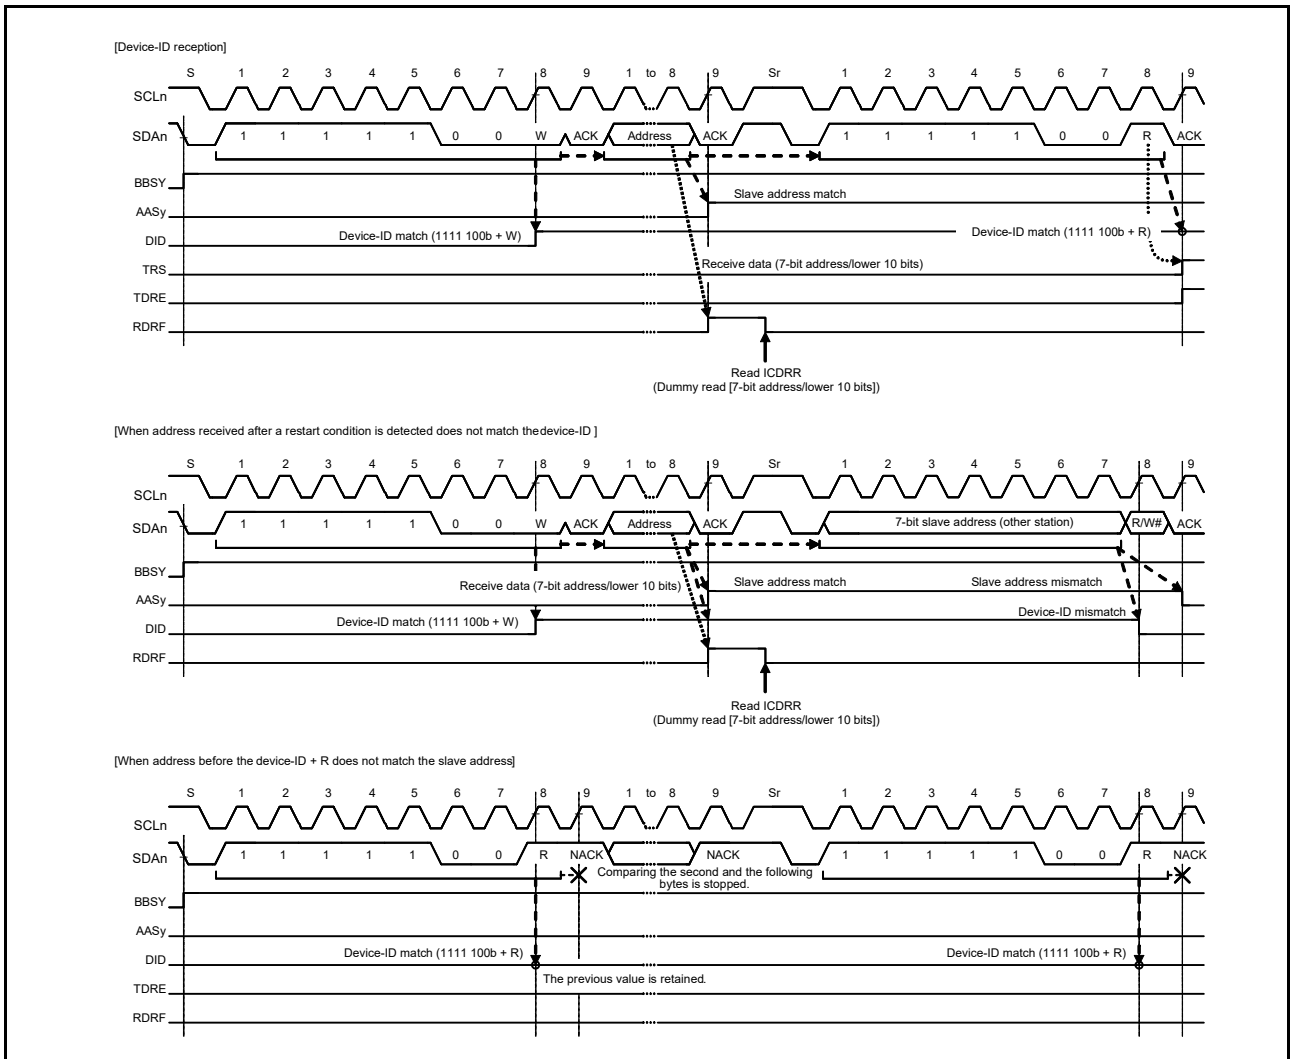 [Device-ID reception]
S 1 2 3 4 5 6 7 8 9 1 to 8 9 Sr 1 2 3 4 5 6 7 8 9
SCLn
SDAn 1 1 1 1 1 0 0 W ACK Address ACK 1 1 1 1 1 0 0 R ACK
BBSY
Slave address match
AASy
Device-ID match (1111 100b + W) Device-ID match (1111 100b + R)
DID
Receive data (7-bit address/lower 10 bits)
TRS
TDRE
RDRF
Read ICDRR
(Dummy read [7-bit address/lower 10 bits])
[When address received after a restart condition is detected does not match thedevice-ID ]
S 1 2 3 4 5 6 7 8 9 1 to 8 9 Sr 1 2 3 4 5 6 7 8 9
SCLn
SDAn 1 1 1 1 1 0 0 W ACK Address ACK 7-bit slave address (other station) R/W# ACK
BBSY
Receive data (7-bit address/lower 10 bits) Slave address match Slave address mismatch
AASy
Device-ID match (1111 100b + W) Device-ID mismatch
DID
RDRF
Read ICDRR
(Dummy read [7-bit address/lower 10 bits])
[When address before the device-ID + R does not match the slave address]
S 1 2 3 4 5 6 7 8 9 1 to 8 9 Sr 1 2 3 4 5 6 7 8 9
SCLn
SDAn 1 1 1 1 1 0 0 R NACK NACK 1 1 1 1 1 0 0 R NACK
Comparing the second and the following
bytes is stopped.
BBSY
AASy
Device-ID match (1111 100b + R) Device-ID match (1111 100b + R)
DID
The previous value is retained.
TDRE
RDRF